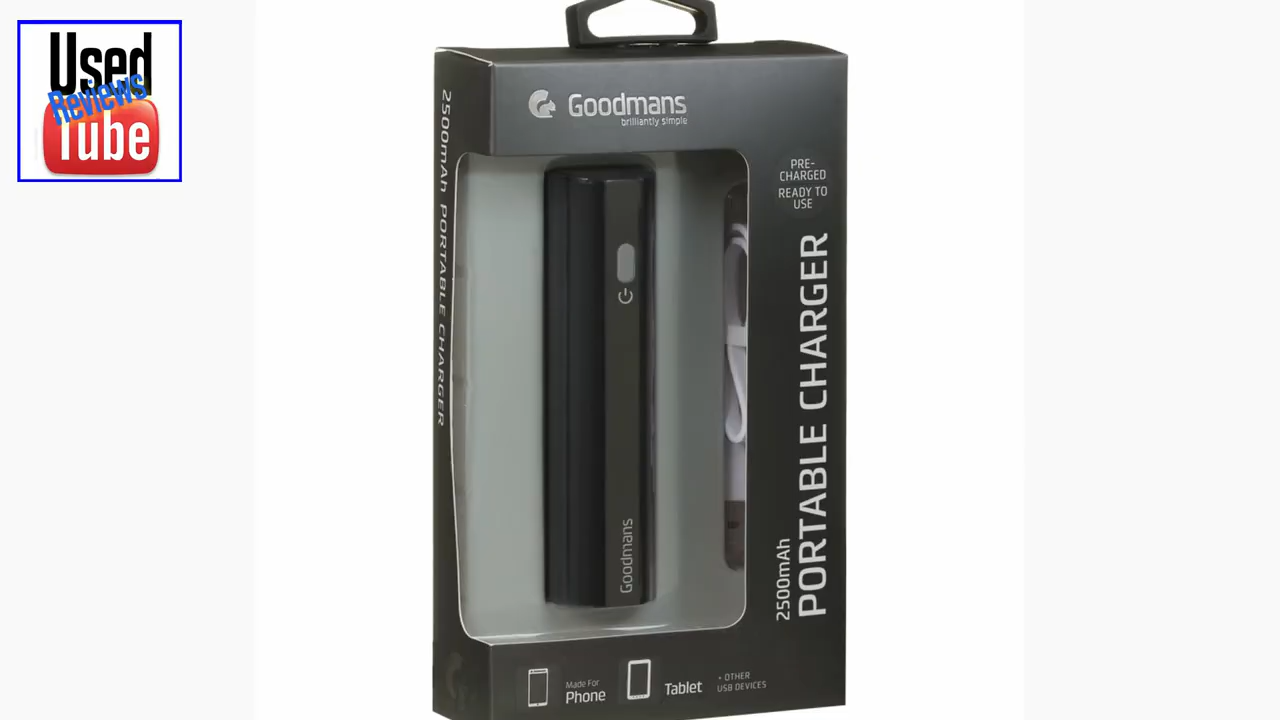 Used
Reviews
Tube
2500mAh PORTABLE CHARGER
Goodmans
brilliantly simple
PRE-
CHARGED
READY TO
USE
2500mAh
PORTABLE CHARGER
Goodmans
Made For
Phone
Tablet
+ OTHER
USB DEVICES